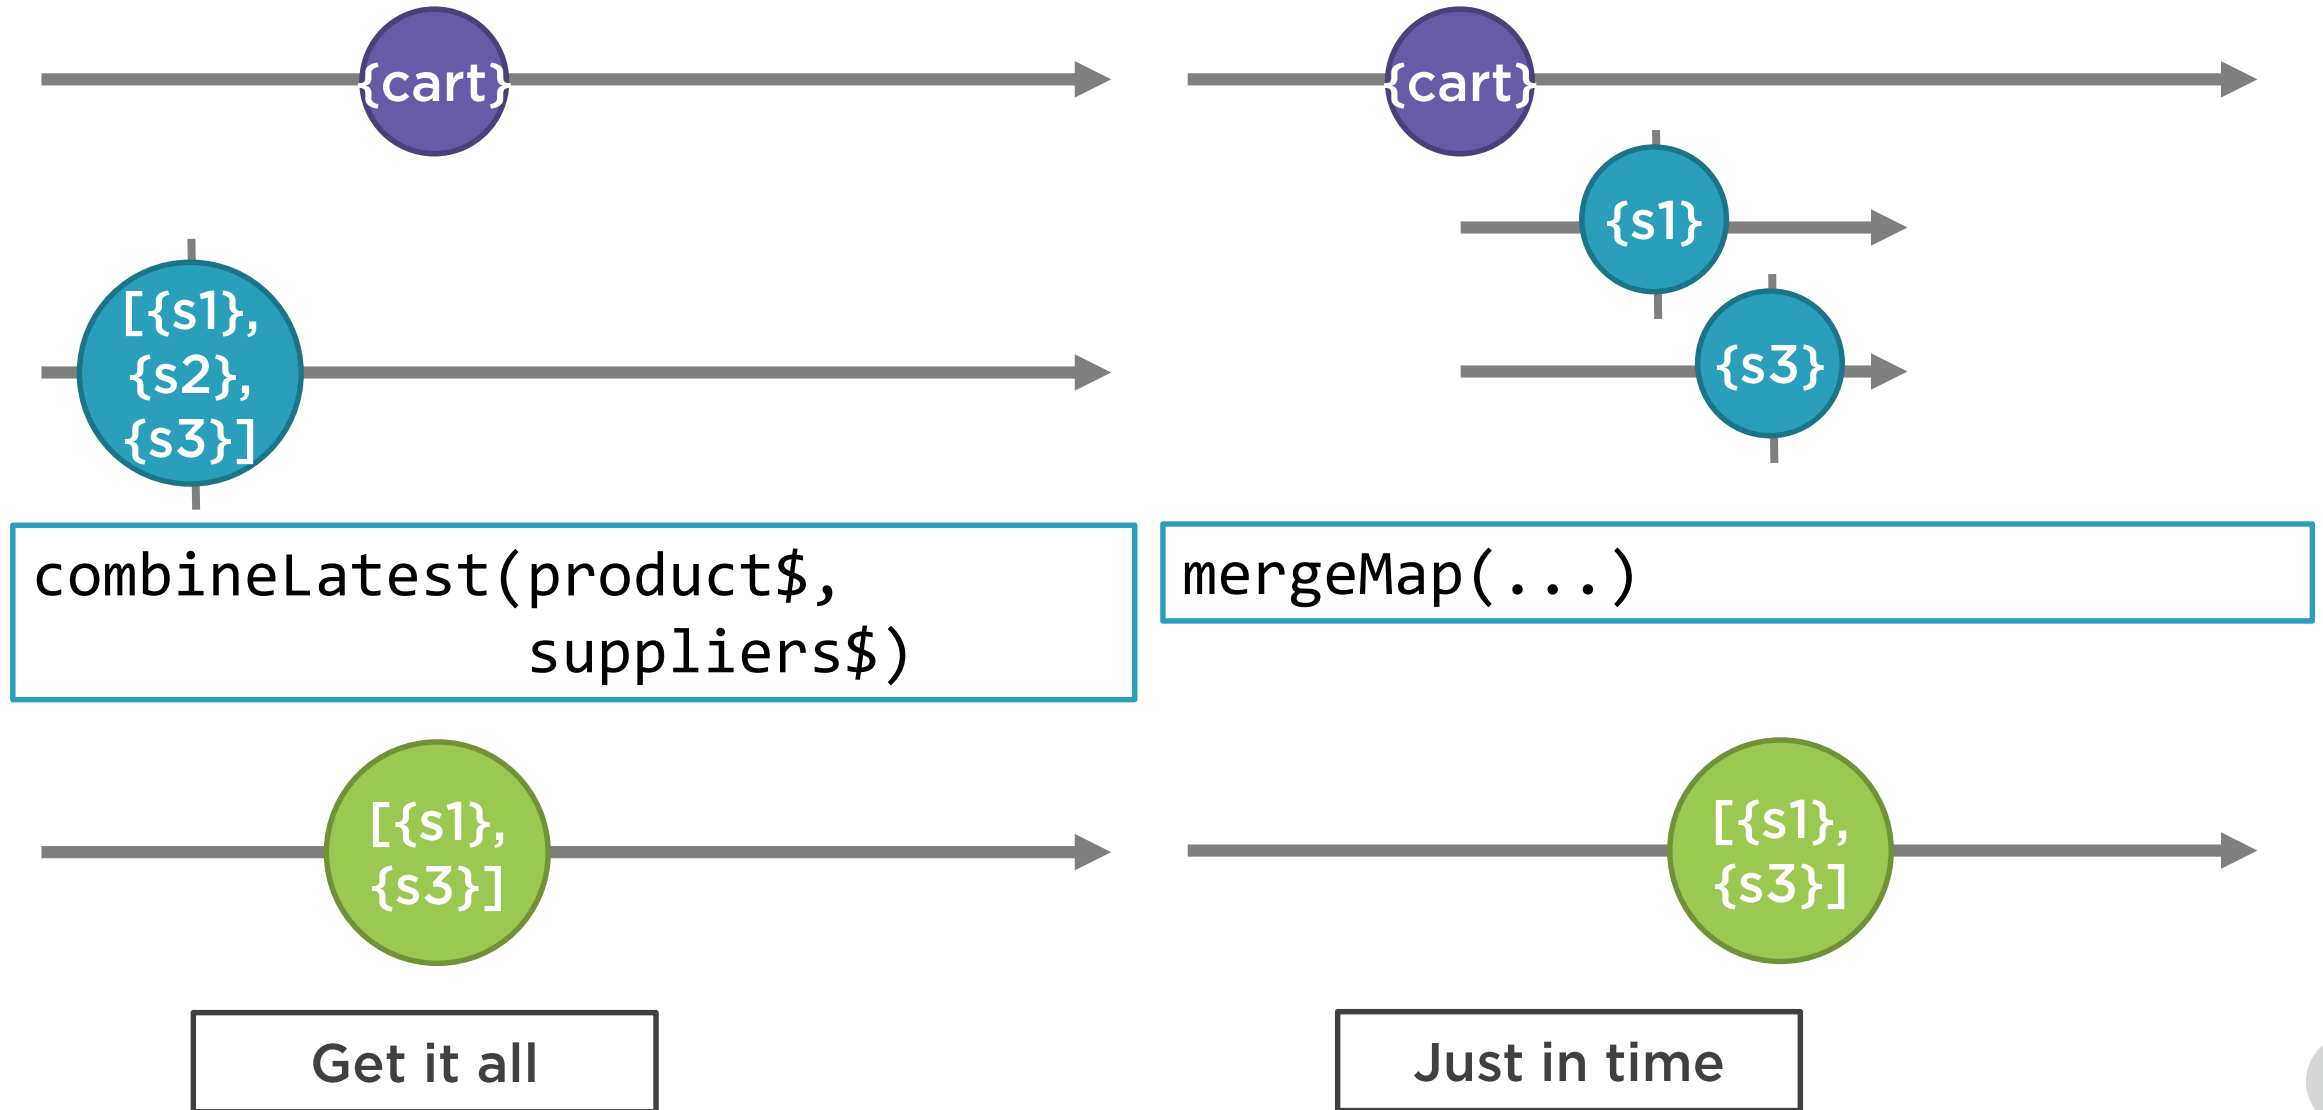 {cart}
[{s1},
{s2},
{s3}]
combineLatest(product$,
suppliers$)
[{s1},
{s3}]
Get it all
{cart}
{s1}
{s3}
mergeMap(...)
[{s1},
{s3}]
Just in time